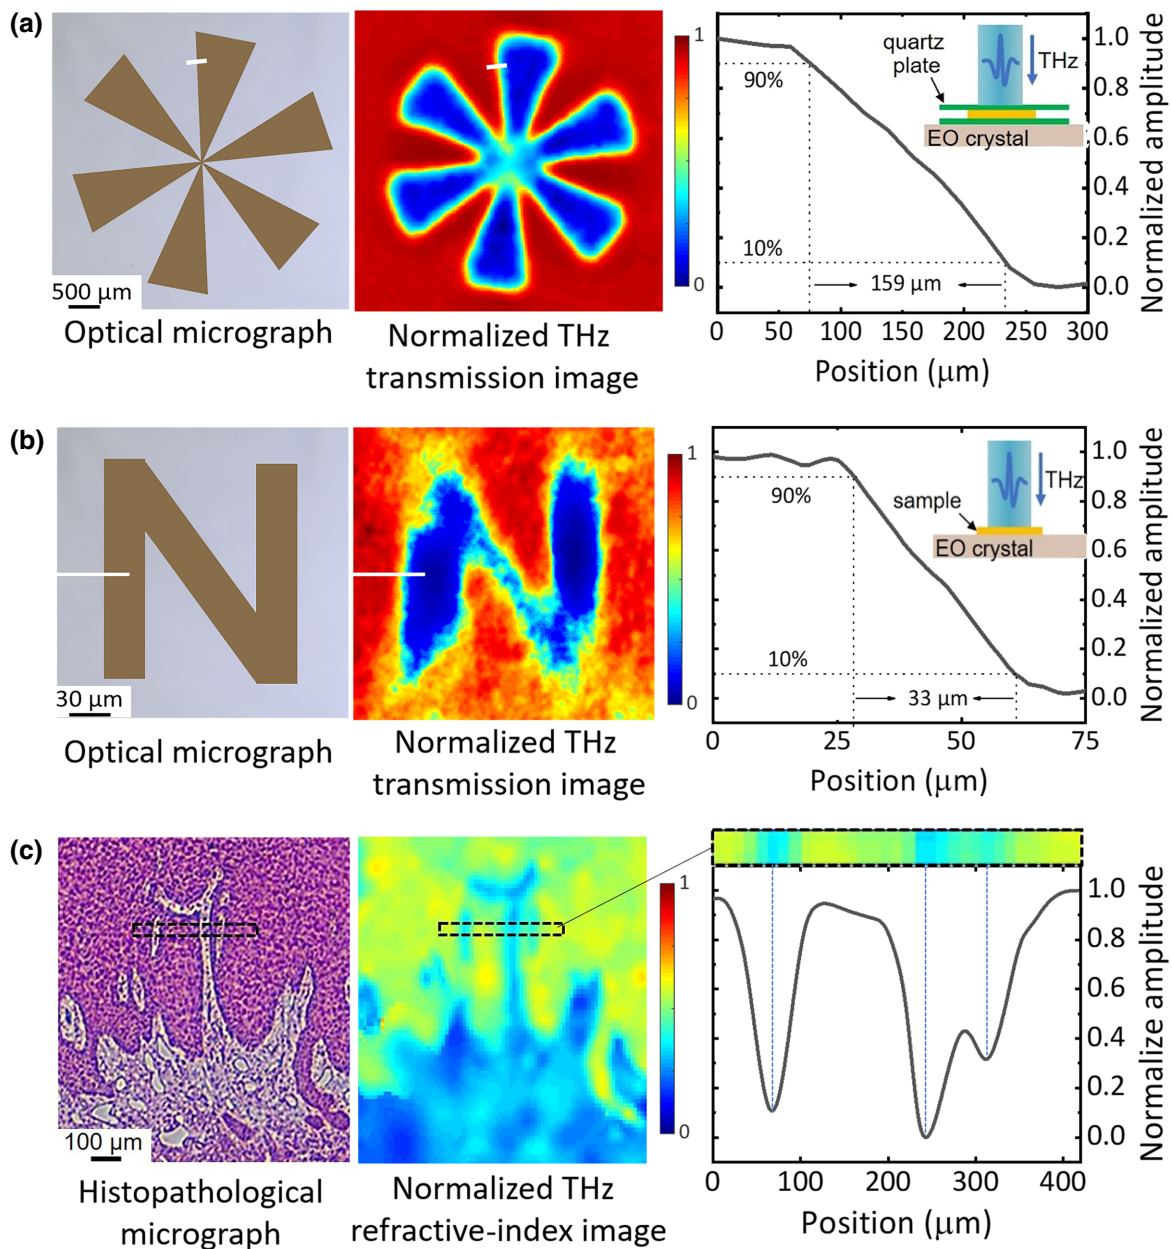 (a)
500 μm
Optical micrograph
1
0
Normalized THz
transmission image
quartz
plate
THz
EO crystal
90%
10%
159 μm
1.0
0.8
0.6
0.4
0.2
0.0
Normalized amplitude
0 50 100 150 200 250 300
Position (μm)
(b)
30 μm
Optical micrograph
1
0
Normalized THz
transmission image
THz
sample
EO crystal
90%
10%
33 μm
1.0
0.8
0.6
0.4
0.2
0.0
Normalized amplitude
0 25 50 75
Position (μm)
(c)
100 μm
Histopathological
micrograph
1
0
Normalized THz
refractive-index image
1.0
0.8
0.6
0.4
0.2
0.0
Normalize amplitude
0 100 200 300 400
Position (μm)